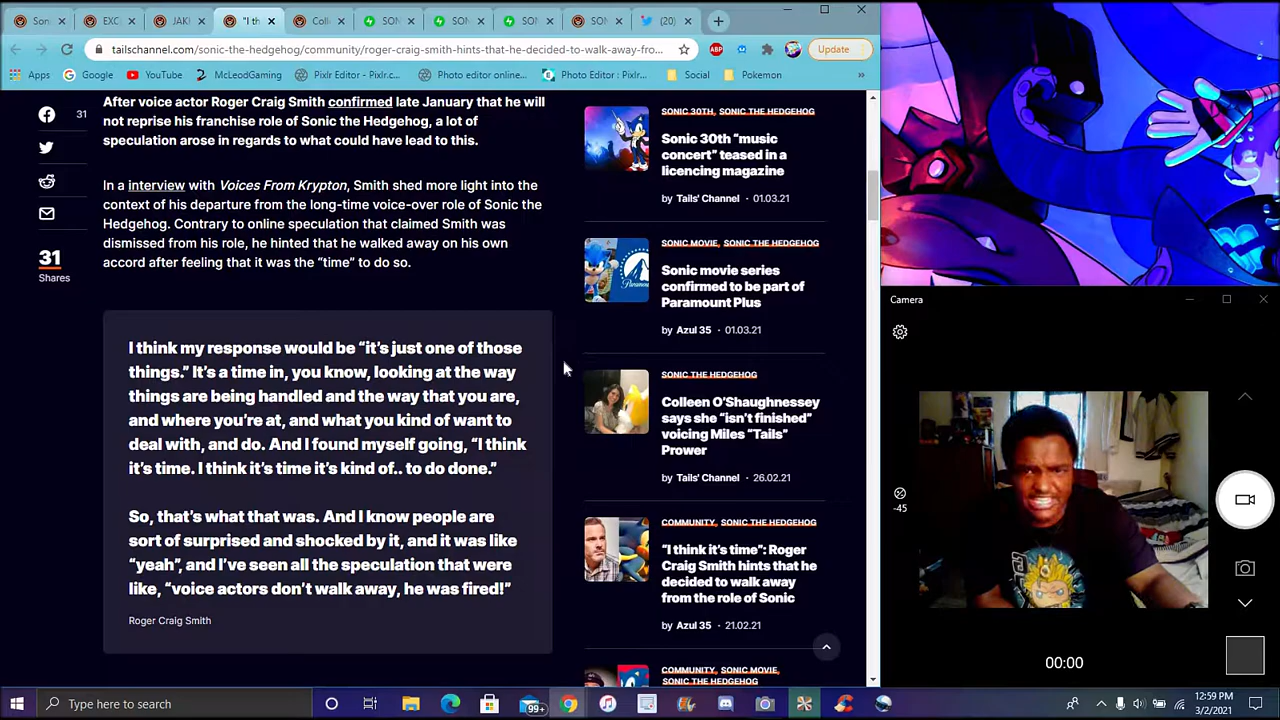 Soni
EXC
JAK
"I th
Colle
SON
SON
SON
SON
(20)
tailschannel.com/sonic-the-hedgehog/community/roger-craig-smith-hints-that-he-decided-to-walk-away-fro...
ABP
Update
Apps
Google
YouTube
McLeodGaming
Pixlr Editor - Pixlr.c...
Photo editor online...
Photo Editor : Pixlr...
Social
Pokemon
»
31
31
Shares
After voice actor Roger Craig Smith confirmed late January that he will
not reprise his franchise role of Sonic the Hedgehog, a lot of
speculation arose in regards to what could have lead to this.
In a interview with Voices From Krypton, Smith shed more light into the
context of his departure from the long-time voice-over role of Sonic the
Hedgehog. Contrary to online speculation that claimed Smith was
dismissed from his role, he hinted that he walked away on his own
accord after feeling that it was the “time” to do so.
I think my response would be “it’s just one of those
things.” It’s a time in, you know, looking at the way
things are being handled and the way that you are,
and where you’re at, and what you kind of want to
deal with, and do. And I found myself going, “I think
it’s time. I think it’s time it’s kind of.. to do done.”
So, that’s what that was. And I know people are
sort of surprised and shocked by it, and it was like
“yeah”, and I’ve seen all the speculation that were
like, “voice actors don’t walk away, he was fired!”
Roger Craig Smith
SONIC 30TH, SONIC THE HEDGEHOG
Sonic 30th “music
concert” teased in a
licencing magazine
by Tails' Channel · 01.03.21
SONIC MOVIE, SONIC THE HEDGEHOG
Sonic movie series
confirmed to be part of
Paramount Plus
by Azul 35 · 01.03.21
SONIC THE HEDGEHOG
Colleen O’Shaughnessey
says she “isn’t finished”
voicing Miles “Tails”
Prower
by Tails' Channel · 26.02.21
COMMUNITY, SONIC THE HEDGEHOG
“I think it’s time”: Roger
Craig Smith hints that he
decided to walk away
from the role of Sonic
by Azul 35 · 21.02.21
COMMUNITY, SONIC MOVIE,
SONIC THE HEDGEHOG
Camera
-45
00:00
Type here to search
99+
12:59 PM
3/2/2021